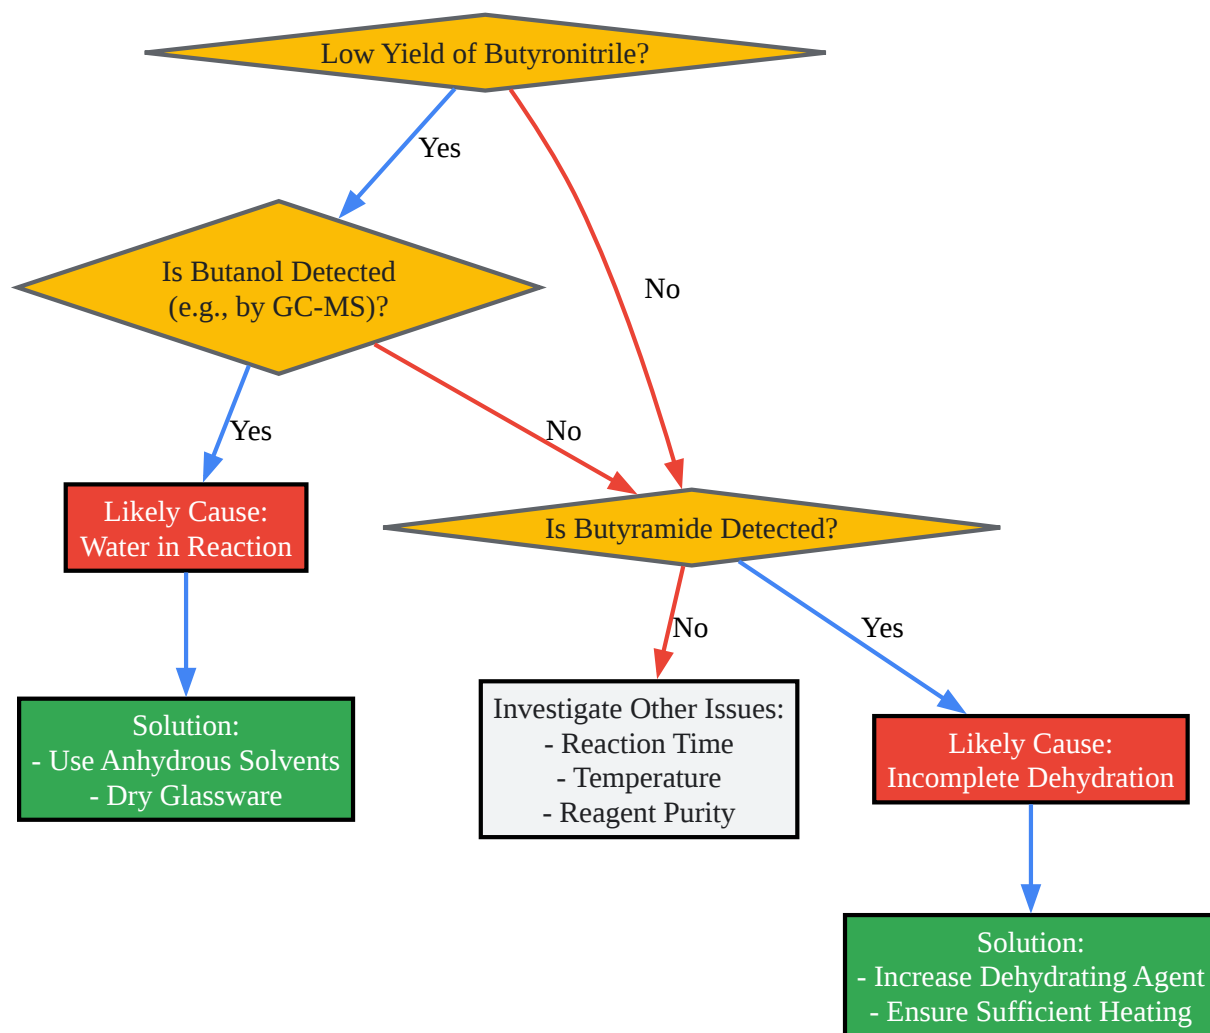 Low Yield of Butyronitrile?
Yes
No
Is Butanol Detected
(e.g., by GC-MS)?
Yes
No
Likely Cause:
Water in Reaction
Is Butyramide Detected?
No
Yes
Solution:
- Use Anhydrous Solvents
- Dry Glassware
Investigate Other Issues:
- Reaction Time
- Temperature
- Reagent Purity
Likely Cause:
Incomplete Dehydration
Solution:
- Increase Dehydrating Agent
- Ensure Sufficient Heating